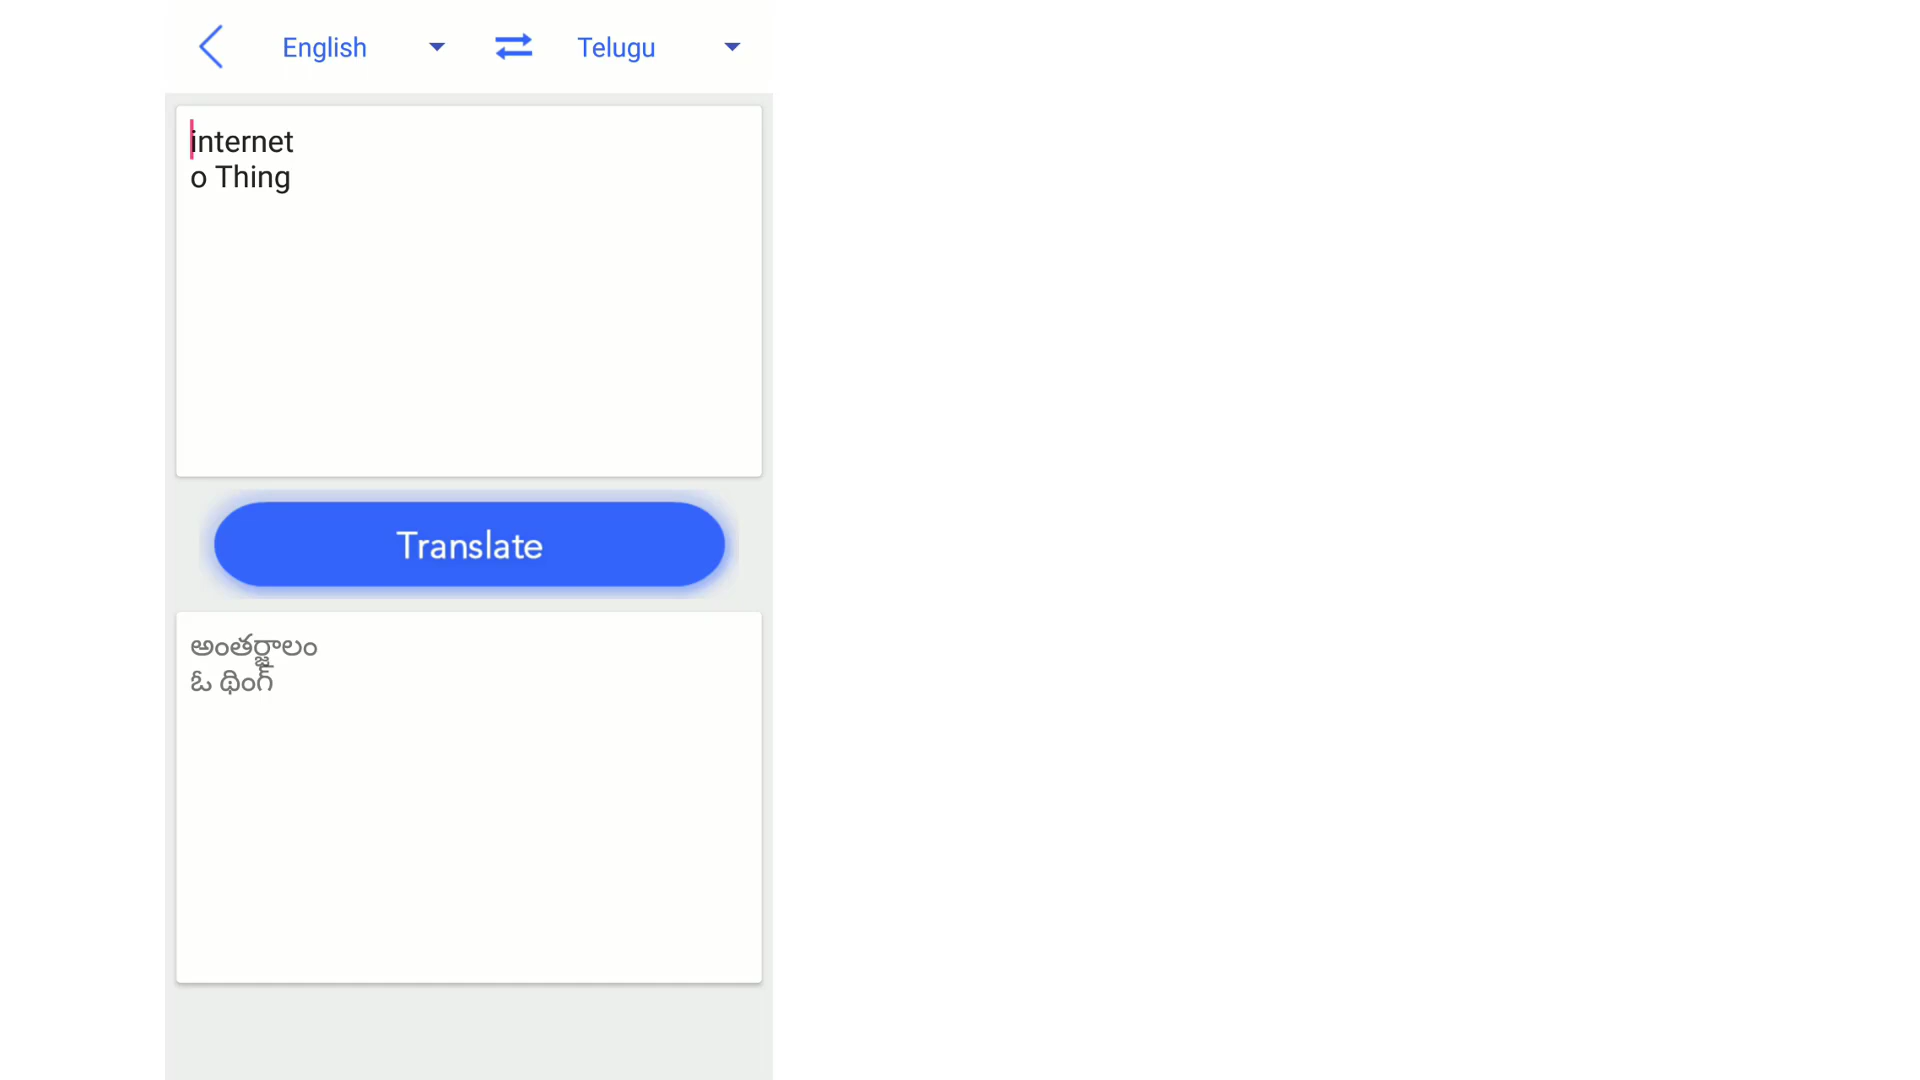 English Telugu
internet
o Thing
Translate
అంతర్జాలం
ఓ థింగ్